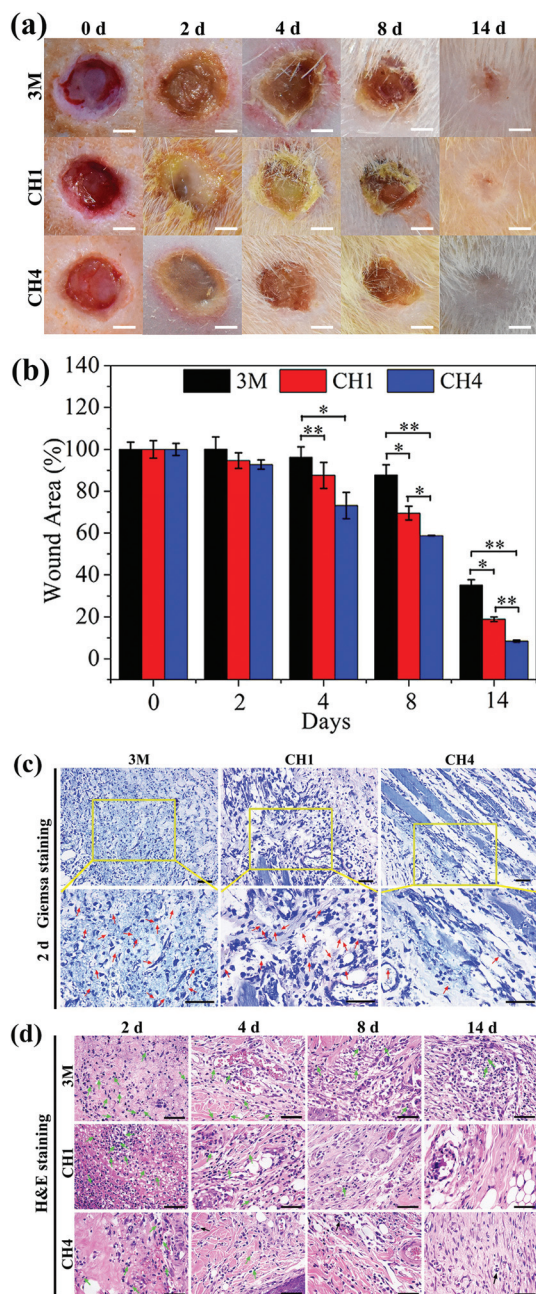 (a)
0 d 2 d 4 d 8 d 14 d
3M
CH1
CH4
(b)
140
120
100
80
60
40
20
0
Wound Area (%)
3M CH1 CH4
*
**
**
*
*
**
*
**
0 2 4 8 14
Days
(c)
3M CH1 CH4
2 d Giemsa staining
(d)
2 d 4 d 8 d 14 d
H&E staining
3M
CH1
CH4